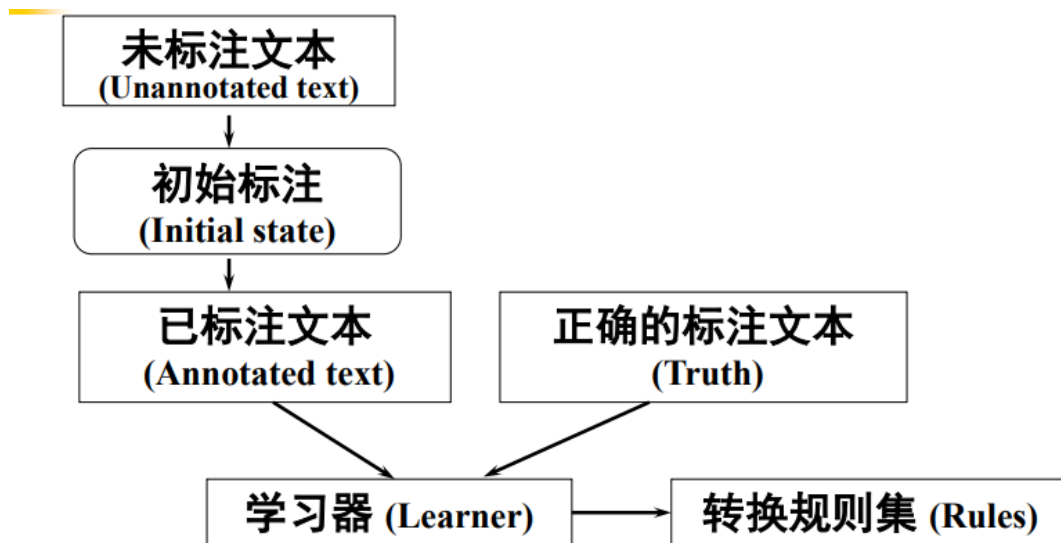 未标注文本
(Unannotated text)
初始标注
(Initial state)
已标注文本
(Annotated text)
正确的标注文本
(Truth)
学习器 (Learner)
转换规则集 (Rules)